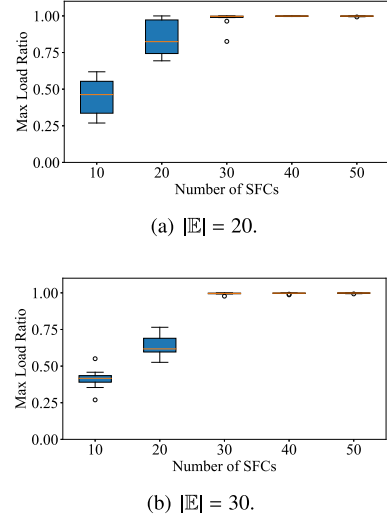 1.00
0.75
0.50
0.25
0.00
Max Load Ratio
10 20 30 40 50
Number of SFCs
(a) |𝔼| = 20.
1.00
0.75
0.50
0.25
0.00
Max Load Ratio
10 20 30 40 50
Number of SFCs
(b) |𝔼| = 30.